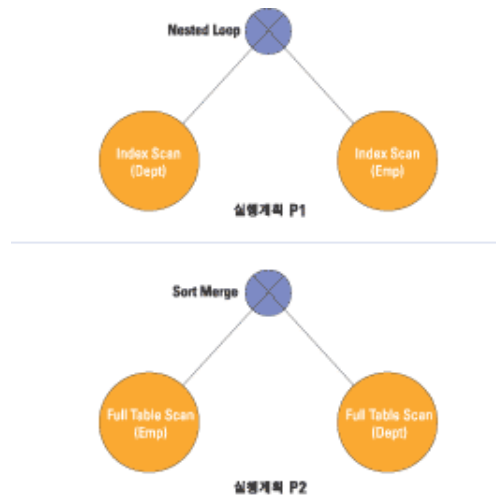 Nested Loop
Index Scan
(Dept)
Index Scan
(Emp)
실행계획 P1
Sort Merge
Full Table Scan
(Emp)
Full Table Scan
(Dept)
실행계획 P2